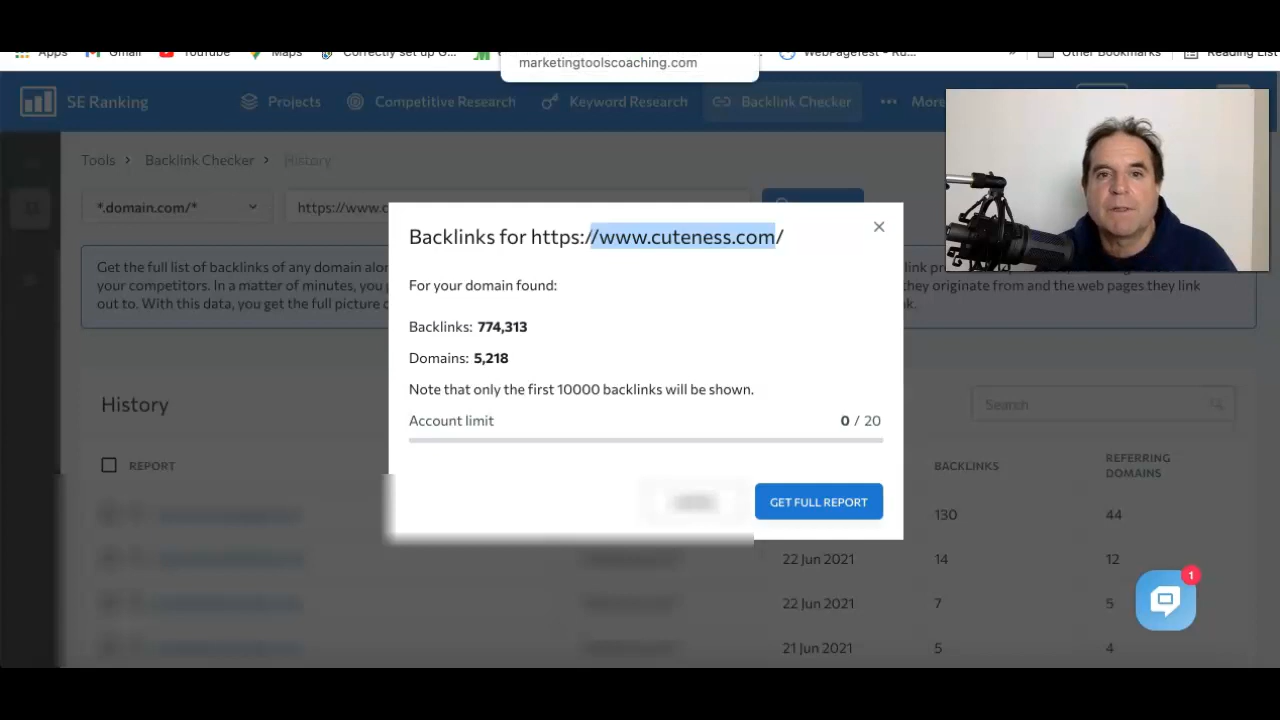 Apps Gmail YouTube Maps Correctly set up G... WebPageTest - Ru... » Other Bookmarks Reading List
marketingtoolscoaching.com
SE Ranking Projects Competitive Research Keyword Research Backlink Checker ••• More
Tools > Backlink Checker > History
*.domain.com/* https://www.c
Backlinks for https://www.cuteness.com/
Get the full list of backlinks of any domain alon
they originate from and the web pages they link
your competitors. In a matter of minutes, you
out to. With this data, you get the full picture
For your domain found:
Backlinks: 774,313
Domains: 5,218
Note that only the first 10000 backlinks will be shown.
Account limit 0 / 20
History Search
REPORT BACKLINKS REFERRING
DOMAINS
GET FULL REPORT
130 44
22 Jun 2021 14 12
1
22 Jun 2021 7 5
21 Jun 2021 5 4